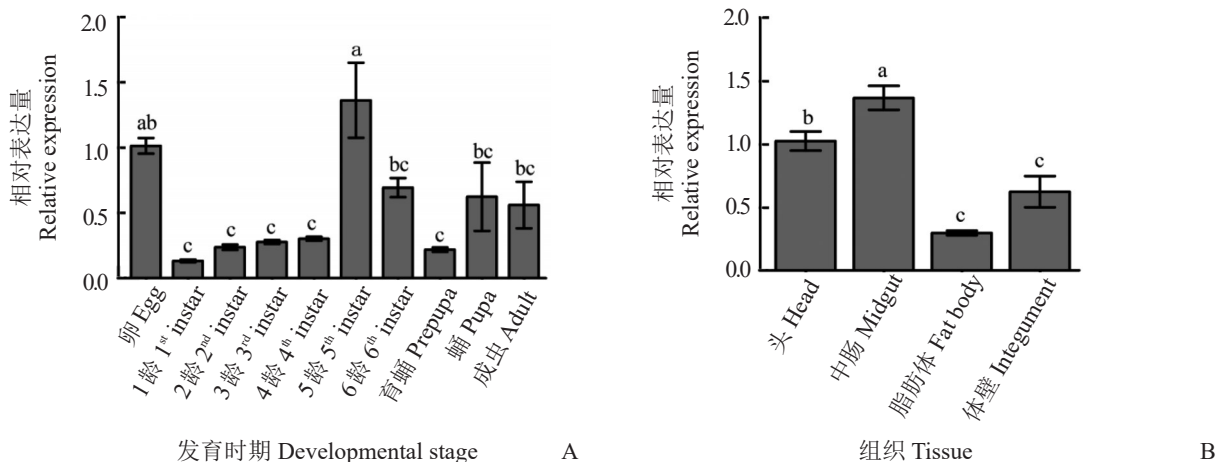 2.0
1.5
1.0
0.5
0.0
相对表达量
Relative expression
ab
c
c
c
c
a
bc
c
bc
bc
卵 Egg
1龄 1st instar
2龄 2nd instar
3龄 3rd instar
4龄 4th instar
5龄 5th instar
6龄 6th instar
育蛹 Prepupa
蛹 Pupa
成虫 Adult
发育时期 Developmental stage
A
2.0
1.5
1.0
0.5
0.0
相对表达量
Relative expression
b
a
c
c
头 Head
中肠 Midgut
脂肪体 Fat body
体壁 Integument
组织 Tissue
B